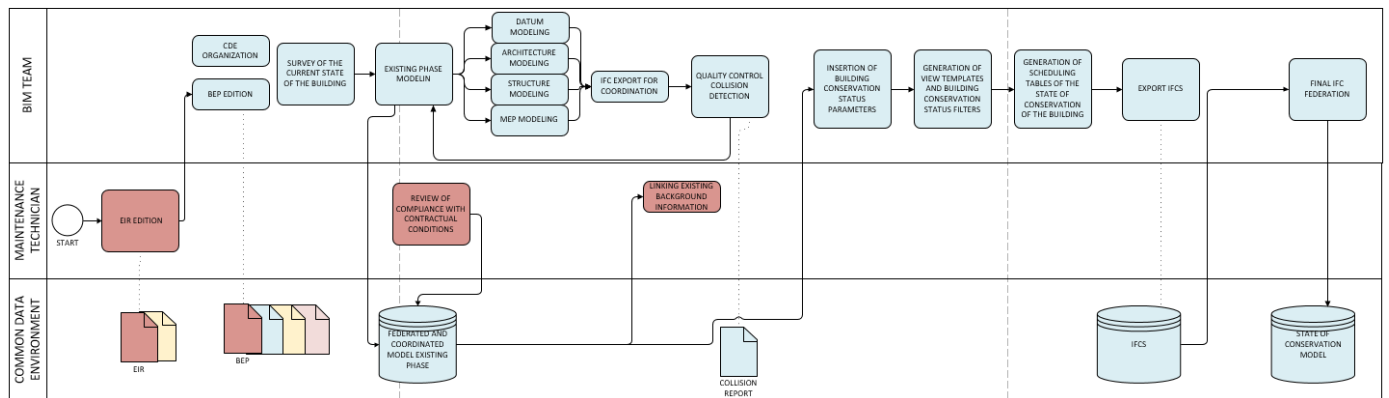 BIM TEAM
CDE
ORGANIZATION
BEP EDITION
SURVEY OF THE
CURRENT STATE
OF THE BUILDING
EXISTING PHASE
MODELIN
DATUM
MODELING
ARCHITECTURE
MODELING
STRUCTURE
MODELING
MEP MODELING
IFC EXPORT FOR
COORDINATION
QUALITY CONTROL
COLLISION
DETECTION
INSERTION OF
BUILDING
CONSERVATION
STATUS
PARAMETERS
GENERATION OF
VIEW TEMPLATES
AND BUILDING
CONSERVATION
STATUS FILTERS
GENERATION OF
SCHEDULING
TABLES OF THE
STATE OF
CONSERVATION
OF THE BUILDING
EXPORT IFCS
FINAL IFC
FEDERATION
MAINTENANCE
TECHNICIAN
START
EIR EDITION
REVIEW OF
COMPLIANCE WITH
CONTRACTUAL
CONDITIONS
LINKING EXISTING
BACKGROUND
INFORMATION
COMMON DATA
ENVIRONMENT
EIR
BEP
FEDERATED AND
COORDINATED
MODEL EXISTING
PHASE
COLLISION
REPORT
IFCS
STATE OF
CONSERVATION
MODEL